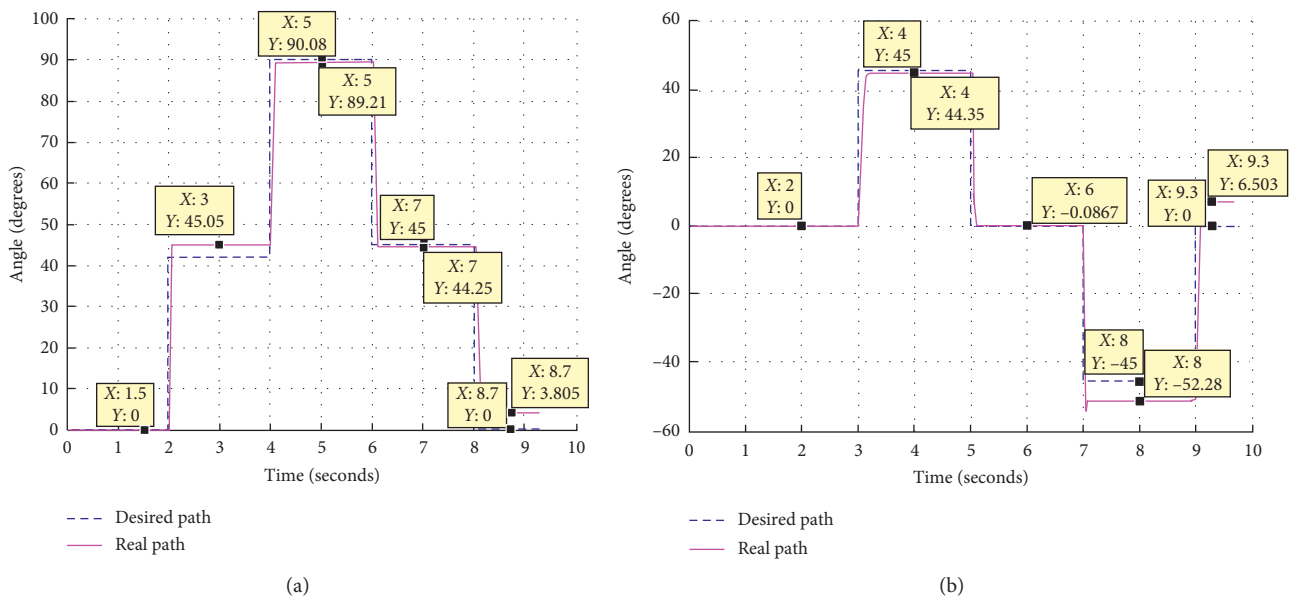 100
90
80
70
60
50
40
30
20
10
0
Angle (degrees)
X: 5
Y: 90.08
X: 5
Y: 89.21
X: 3
Y: 45.05
X: 7
Y: 45
X: 7
Y: 44.25
X: 1.5
Y: 0
X: 8.7
Y: 0
X: 8.7
Y: 3.805
0 1 2 3 4 5 6 7 8 9 10
Time (seconds)
Desired path
Real path
(a)
60
40
20
0
–20
–40
–60
Angle (degrees)
X: 4
Y: 45
X: 4
Y: 44.35
X: 2
Y: 0
X: 6
Y: –0.0867
X: 9.3
Y: 0
X: 9.3
Y: 6.503
X: 8
Y: –45
X: 8
Y: –52.28
0 1 2 3 4 5 6 7 8 9 10
Time (seconds)
Desired path
Real path
(b)